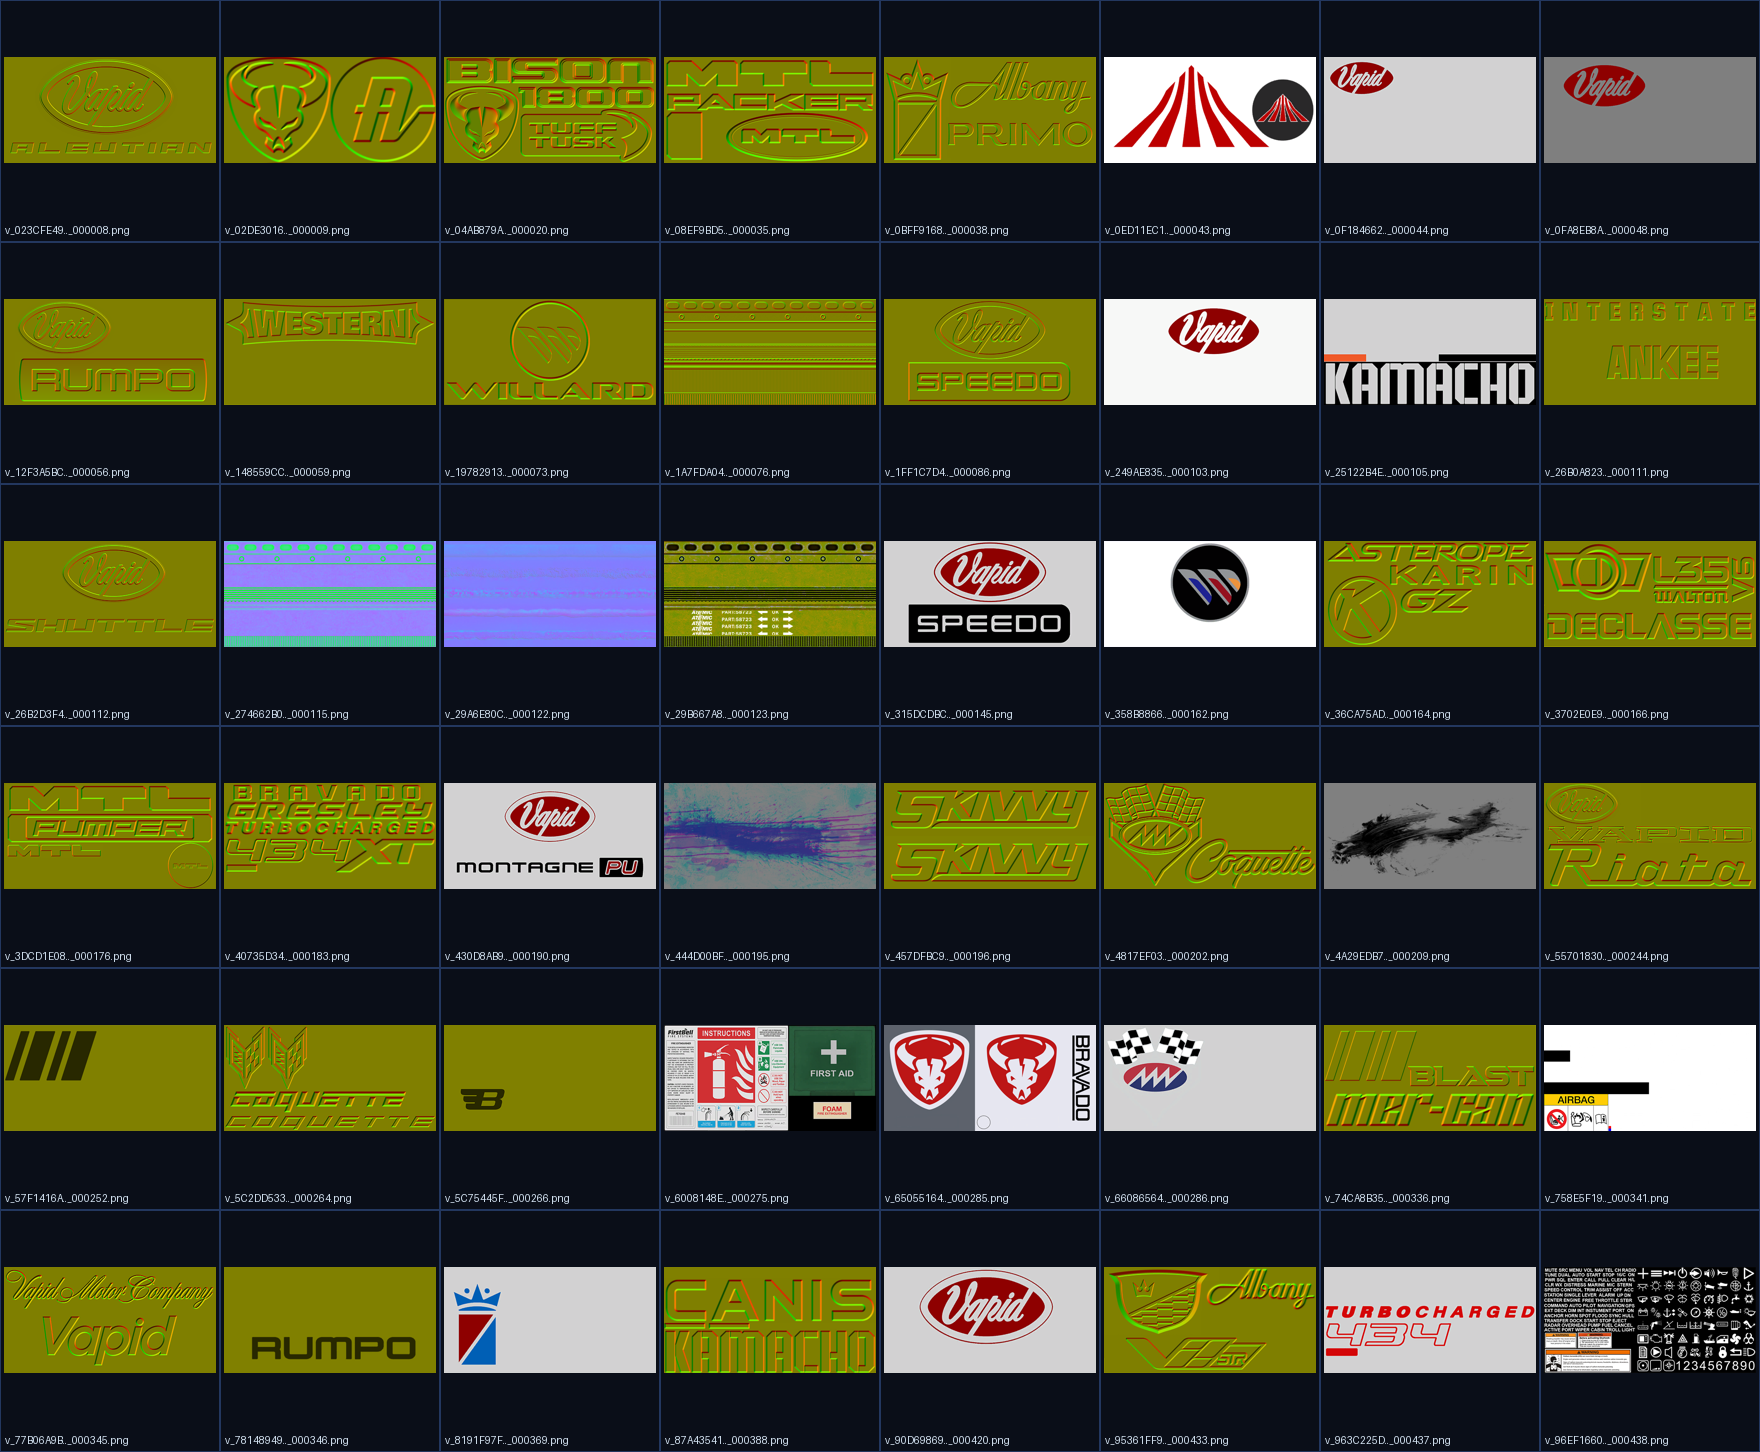 Vapid
ALEUTIAN
BISON
1800
TUFF
TUSK
MTL
PACKER
MTL
Albany
PRIMO
Vapid
Vapid
v_023CFE49.._000008.png
v_02DE3016.._000009.png
v_04AB879A.._000020.png
v_08EF9BD5.._000035.png
v_0BFF9168.._000038.png
v_0ED11EC1.._000043.png
v_0F184662.._000044.png
v_0FA8EB8A.._000048.png
Vapid
RUMPO
WESTERN
WILLARD
Vapid
SPEEDO
Vapid
KAMACHO
INTERSTATE
ANKEE
v_12F3A5BC.._000056.png
v_148559CC.._000059.png
v_19782913.._000073.png
v_1A7FDA04.._000076.png
v_1FF1C7D4.._000086.png
v_249AE835.._000103.png
v_25122B4E.._000105.png
v_26B0A823.._000111.png
Vapid
SHUTTLE
Vapid
SPEEDO
ASTEROPE
KARIN
GZ
L35
WALTON
V6
DECLASSE
v_26B2D3F4.._000112.png
v_274662B0.._000115.png
v_29A6E80C.._000122.png
v_29B667A8.._000123.png
v_315DCDBC.._000145.png
v_358B8866.._000162.png
v_36CA75AD.._000164.png
v_3702E0E9.._000166.png
MTL
PUMPER
MTL
MTL
BRAVADO
GRESLEY
TURBOCHARGED
434XT
Vapid
MONTAGNE PU
SKIVVY
SKIVVY
Coquette
Vapid
VAPID
Riata
v_3DCD1E08.._000176.png
v_40735D34.._000183.png
v_430D8AB9.._000190.png
v_444D00BF.._000195.png
v_457DFBC9.._000196.png
v_4817EF03.._000202.png
v_4A29EDB7.._000209.png
v_55701830.._000244.png
COQUETTE
COQUETTE
B
FirstBell
INSTRUCTIONS
FIRST AID
FOAM
BRAVADO
BLAST
mer-can
AIRBAG
v_57F1416A.._000252.png
v_5C2DD533.._000264.png
v_5C75445F.._000266.png
v_6008148E.._000275.png
v_65055164.._000285.png
v_66086564.._000286.png
v_74CA8B35.._000336.png
v_758E5F19.._000341.png
Vapid Motor Company
Vapid
RUMPO
CANIS
KAMACHO
Vapid
Albany
TURBOCHARGED
434
1234567890
v_77B06A9B.._000345.png
v_78148949.._000346.png
v_8191F97F.._000369.png
v_87A43541.._000388.png
v_90D69869.._000420.png
v_95361FF9.._000433.png
v_963C225D.._000437.png
v_96EF1660.._000438.png